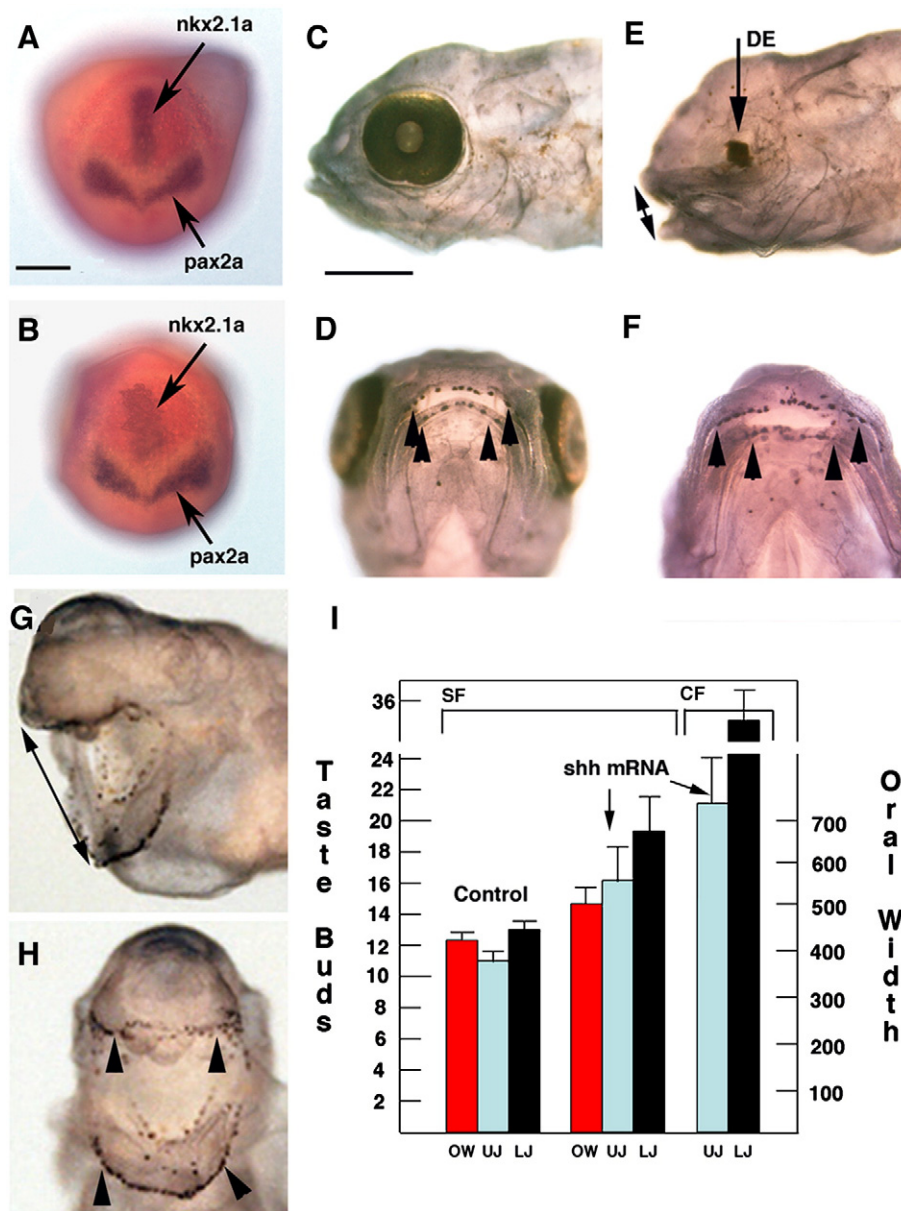 A
nkx2.1a
pax2a
B
nkx2.1a
pax2a
C
D
E
DE
F
G
H
I
SF
CF
shh mRNA
Control
Taste Buds
Oral Width
36
24
22
20
18
16
14
12
10
8
6
4
2
700
600
500
400
300
200
100
OW UJ LJ
OW UJ LJ
UJ LJ